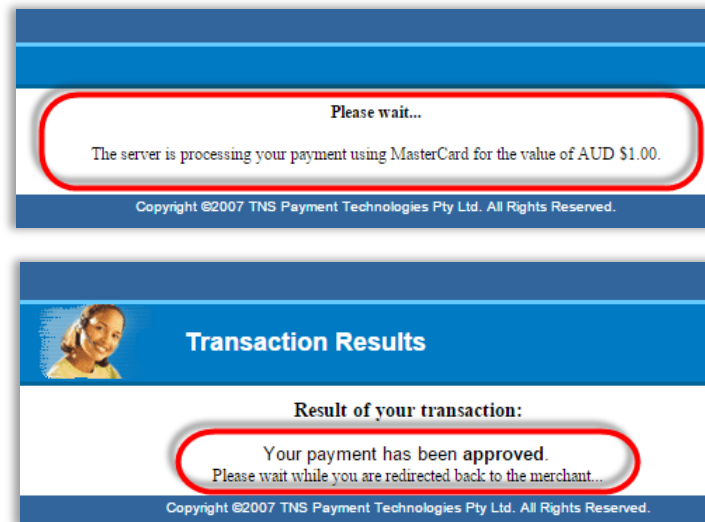 Please wait...
The server is processing your payment using MasterCard for the value of AUD $1.00.
Copyright ©2007 TNS Payment Technologies Pty Ltd. All Rights Reserved.
Transaction Results
Result of your transaction:
Your payment has been approved.
Please wait while you are redirected back to the merchant...
Copyright ©2007 TNS Payment Technologies Pty Ltd. All Rights Reserved.